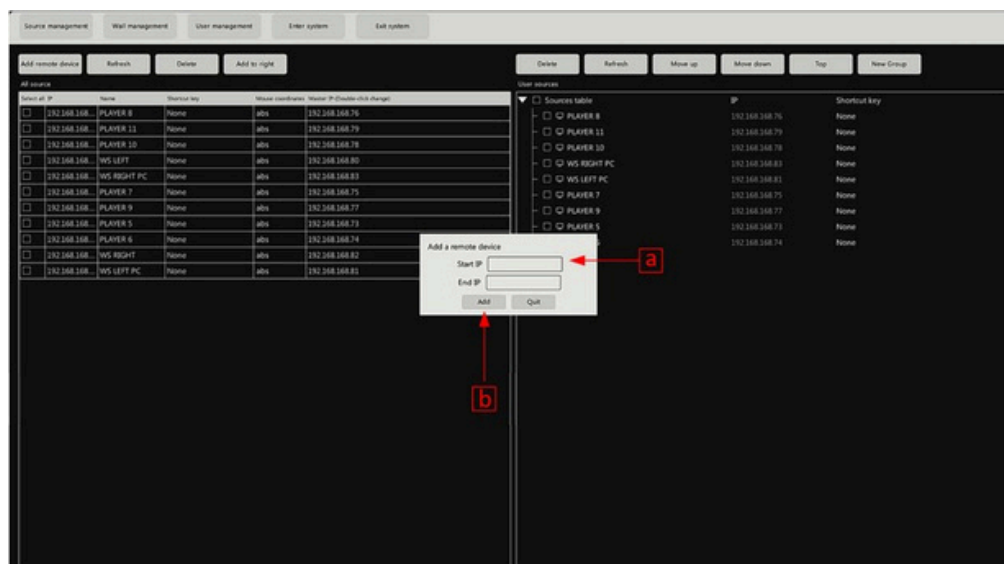 Source management Wall management User management Enter system Exit system
Add remote device Refresh Delete Add to right
All source
Select all IP Name Shortcut key Mouse coordinates Master IP(Double-click change)
192.168.168... PLAYER 8 None abs 192.168.168.76
192.168.168... PLAYER 11 None abs 192.168.168.79
192.168.168... PLAYER 10 None abs 192.168.168.78
192.168.168... WS LEFT None abs 192.168.168.80
192.168.168... WS RIGHT PC None abs 192.168.168.83
192.168.168... PLAYER 7 None abs 192.168.168.75
192.168.168... PLAYER 9 None abs 192.168.168.77
192.168.168... PLAYER 5 None abs 192.168.168.73
192.168.168... PLAYER 6 None abs 192.168.168.74
192.168.168... WS RIGHT None abs 192.168.168.82
192.168.168... WS LEFT PC None abs 192.168.168.81
Delete Refresh Move up Move down Top New Group
User sources
Sources table IP Shortcut key
PLAYER 8 192.168.168.76 None
PLAYER 11 192.168.168.79 None
PLAYER 10 192.168.168.78 None
WS RIGHT PC 192.168.168.83 None
WS LEFT PC 192.168.168.81 None
PLAYER 7 192.168.168.75 None
PLAYER 9 192.168.168.77 None
PLAYER 5 192.168.168.73 None
192.168.168.74 None
Add a remote device
Start IP
End IP
Add Quit
a
b